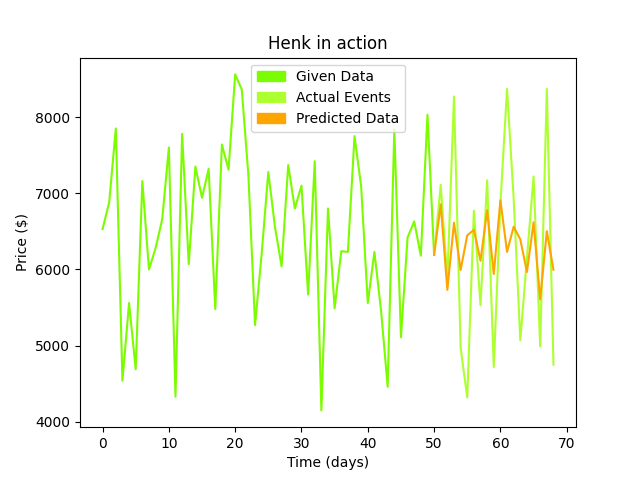 Henk in action
Given Data
Actual Events
Predicted Data
Price ($)
8000
7000
6000
5000
4000
0 10 20 30 40 50 60 70
Time (days)